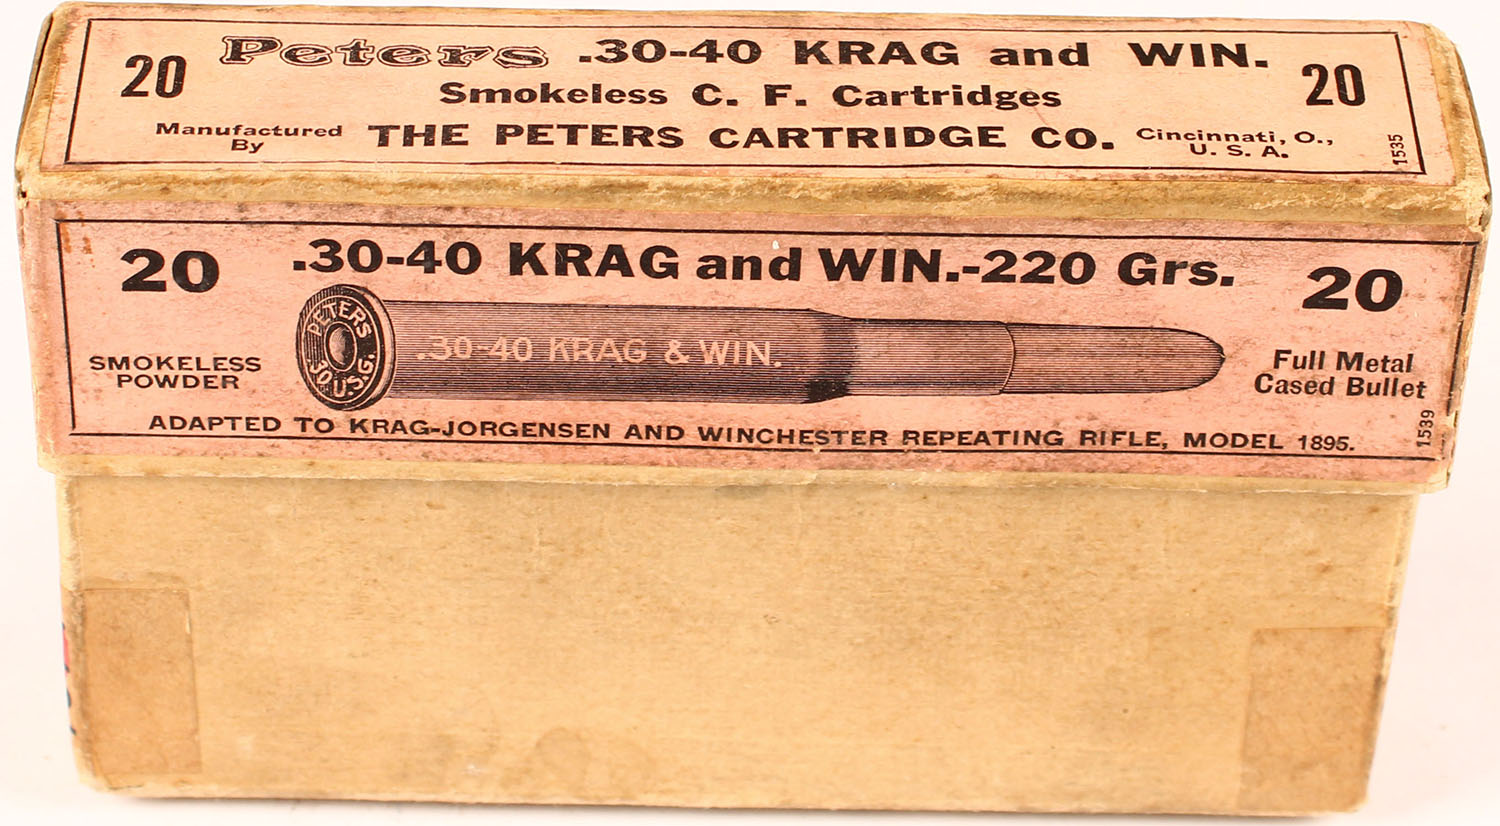 20 Peters .30-40 KRAG and WIN. 20
Smokeless C. F. Cartridges
Manufactured By THE PETERS CARTRIDGE CO. Cincinnati, O., U. S. A.
1535
20 .30-40 KRAG and WIN.-220 Grs. 20
PETERS
30 U.S.G.
.30-40 KRAG & WIN.
SMOKELESS
POWDER
Full Metal
Cased Bullet
ADAPTED TO KRAG-JORGENSEN AND WINCHESTER REPEATING RIFLE, MODEL 1895.
1539